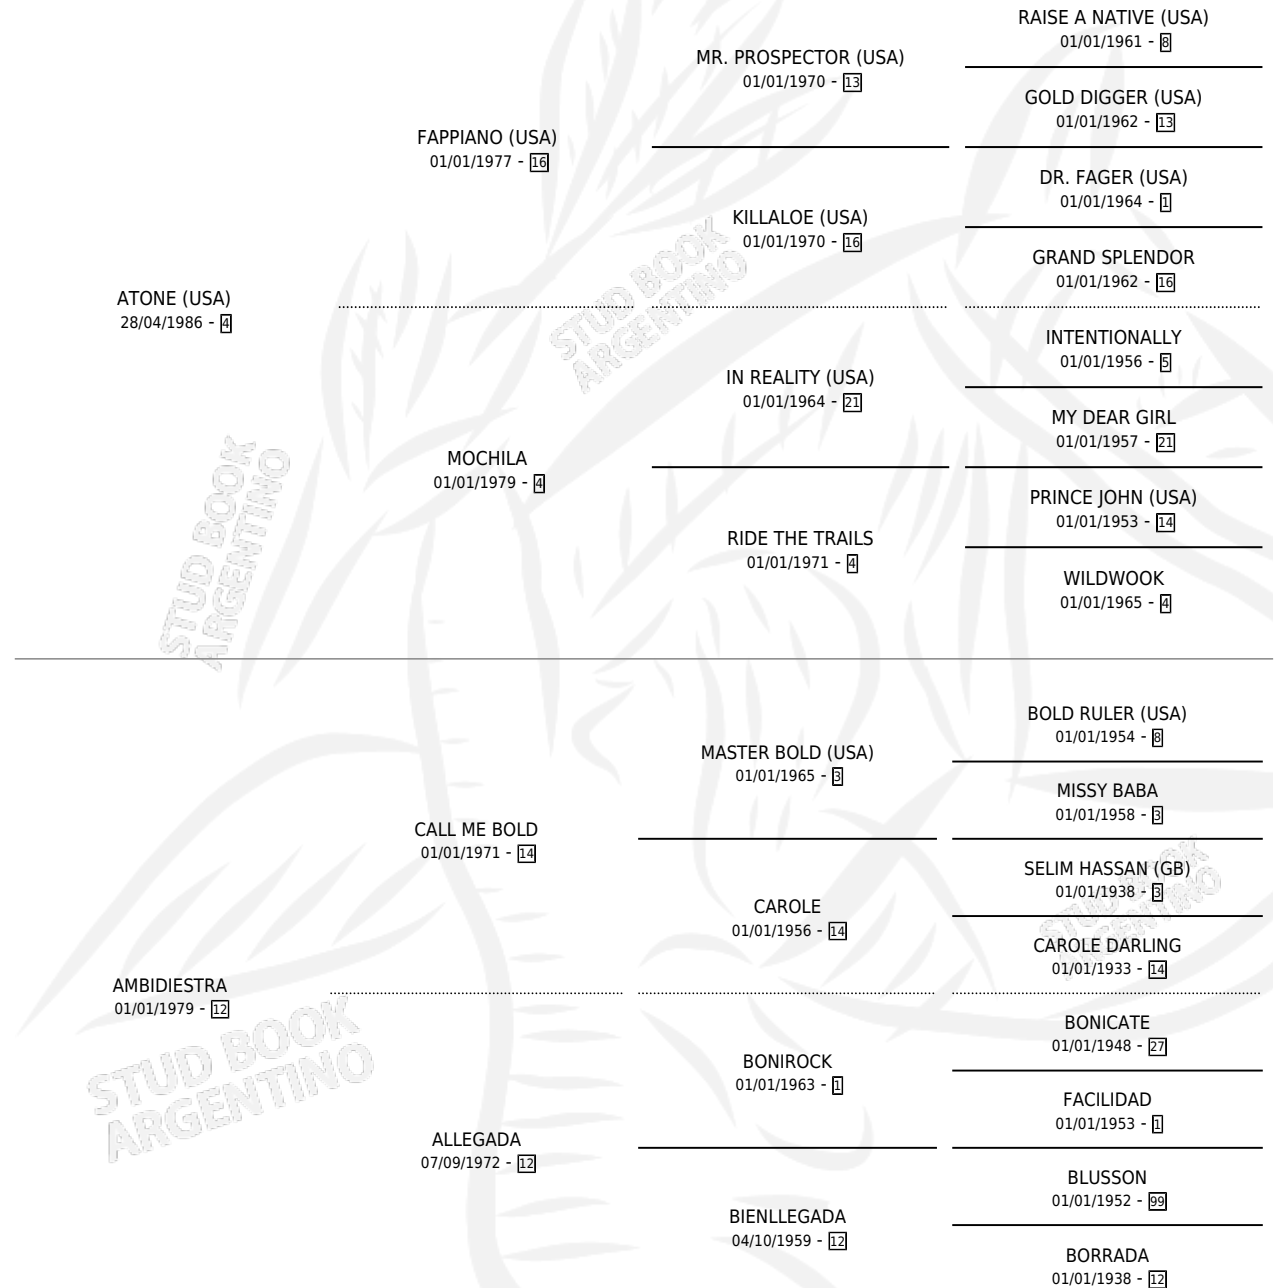 RAISE A NATIVE (USA)
01/01/1961 - 8
MR. PROSPECTOR (USA)
01/01/1970 - 13
GOLD DIGGER (USA)
01/01/1962 - 13
FAPPIANO (USA)
01/01/1977 - 16
DR. FAGER (USA)
01/01/1964 - 1
KILLALOE (USA)
01/01/1970 - 16
GRAND SPLENDOR
01/01/1962 - 16
ATONE (USA)
28/04/1986 - 4
INTENTIONALLY
01/01/1956 - 5
IN REALITY (USA)
01/01/1964 - 21
MY DEAR GIRL
01/01/1957 - 21
MOCHILA
01/01/1979 - 4
PRINCE JOHN (USA)
01/01/1953 - 14
RIDE THE TRAILS
01/01/1971 - 4
WILDWOOK
01/01/1965 - 4
BOLD RULER (USA)
01/01/1954 - 8
MASTER BOLD (USA)
01/01/1965 - 3
MISSY BABA
01/01/1958 - 3
CALL ME BOLD
01/01/1971 - 14
SELIM HASSAN (GB)
01/01/1938 - 3
CAROLE
01/01/1956 - 14
CAROLE DARLING
01/01/1933 - 14
AMBIDIESTRA
01/01/1979 - 12
BONICATE
01/01/1948 - 27
BONIROCK
01/01/1963 - 1
FACILIDAD
01/01/1953 - 1
ALLEGADA
07/09/1972 - 12
BLUSSON
01/01/1952 - 99
BIENLLEGADA
04/10/1959 - 12
BORRADA
01/01/1938 - 12
STUD BOOK
ARGENTINO
STUD BOOK
ARGENTINO
STUD BOOK
ARGENTINO
STUD BOOK
ARGENTINO